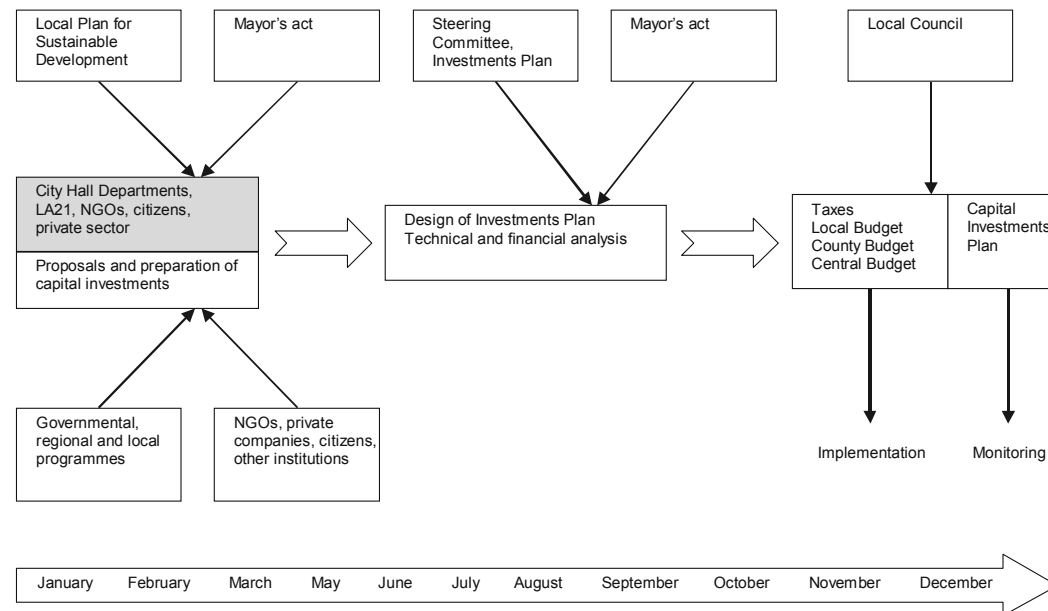 Local Plan for
Sustainable
Development
Mayor’s act
Steering
Committee,
Investments Plan
Mayor’s act
Local Council
City Hall Departments,
LA21, NGOs, citizens,
private sector
Proposals and preparation of
capital investments
Design of Investments Plan
Technical and financial analysis
Taxes
Local Budget
County Budget
Central Budget
Capital
Investments
Plan
Governmental,
regional and local
programmes
NGOs, private
companies, citizens,
other institutions
Implementation
Monitoring
January February March May June July August September October November December